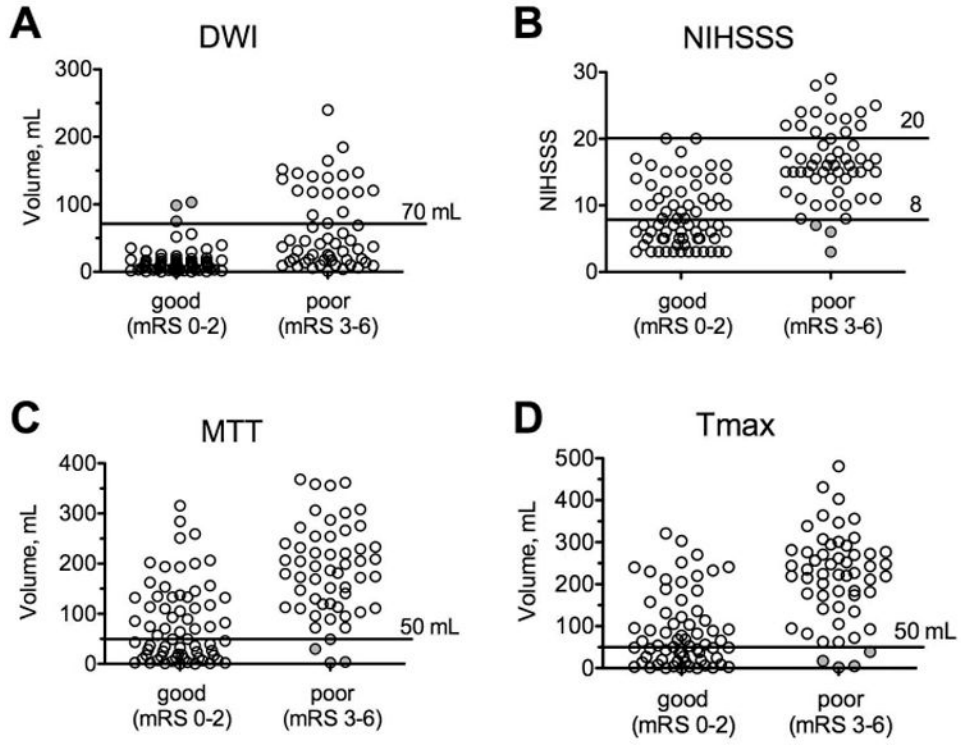 A
DWI
Volume, mL
300
200
100
0
70 mL
good
(mRS 0-2)
poor
(mRS 3-6)
B
NIHSSS
NIHSSS
30
20
10
0
20
8
good
(mRS 0-2)
poor
(mRS 3-6)
C
MTT
Volume, mL
400
300
200
100
0
50 mL
good
(mRS 0-2)
poor
(mRS 3-6)
D
Tmax
Volume, mL
500
400
300
200
100
0
50 mL
good
(mRS 0-2)
poor
(mRS 3-6)